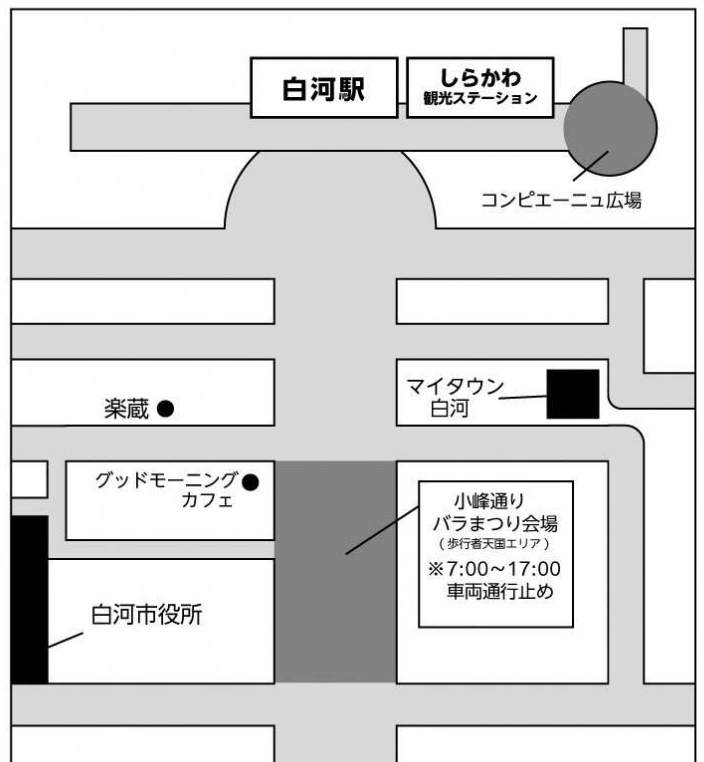 白河駅
しらかわ
観光ステーション
コンピエーニュ広場
楽蔵
マイタウン
白河
グッドモーニング
カフェ
小峰通り
バラまつり会場
(歩行者天国エリア)
※7:00～17:00
車両通行止め
白河市役所